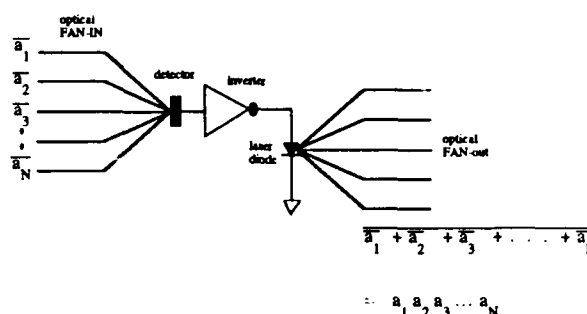 optical
FAN-IN
a̅₁
a̅₂
a̅₃
a̅N
detector
inverter
laser
diode
optical
FAN-out
a̅₁ + a̅₂ + a̅₃ + . . . . + a̅
= a₁ a₂ a₃ ... aN